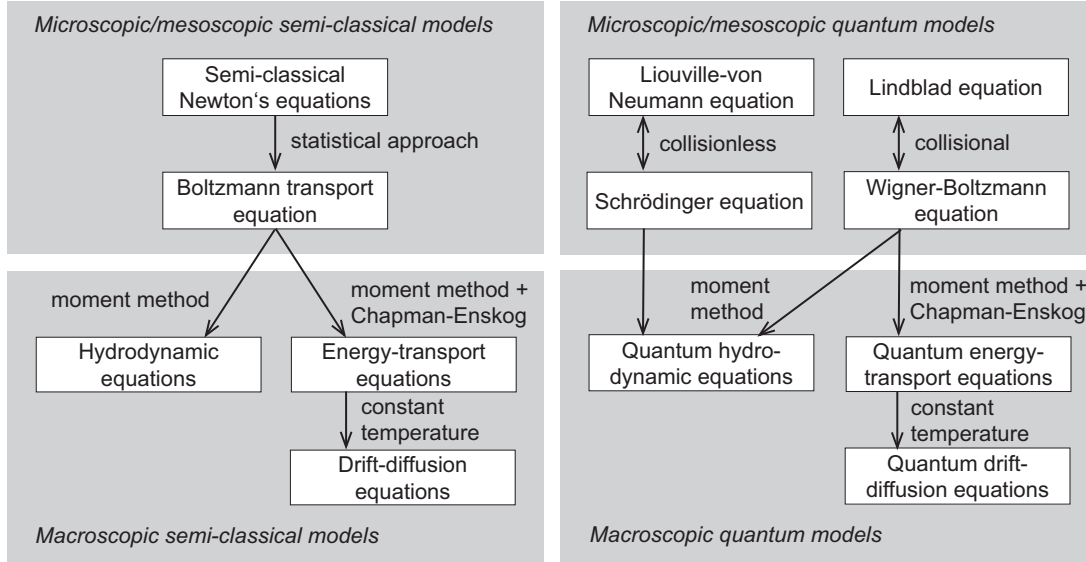 Microscopic/mesoscopic semi-classical models
Semi-classical
Newton‘s equations
statistical approach
Boltzmann transport
equation
moment method
moment method +
Chapman-Enskog
Hydrodynamic
equations
Energy-transport
equations
constant
temperature
Drift-diffusion
equations
Macroscopic semi-classical models
Microscopic/mesoscopic quantum models
Liouville-von
Neumann equation
Lindblad equation
collisionless
collisional
Schrödinger equation
Wigner-Boltzmann
equation
moment
method
moment method +
Chapman-Enskog
Quantum hydro-
dynamic equations
Quantum energy-
transport equations
constant
temperature
Quantum drift-
diffusion equations
Macroscopic quantum models